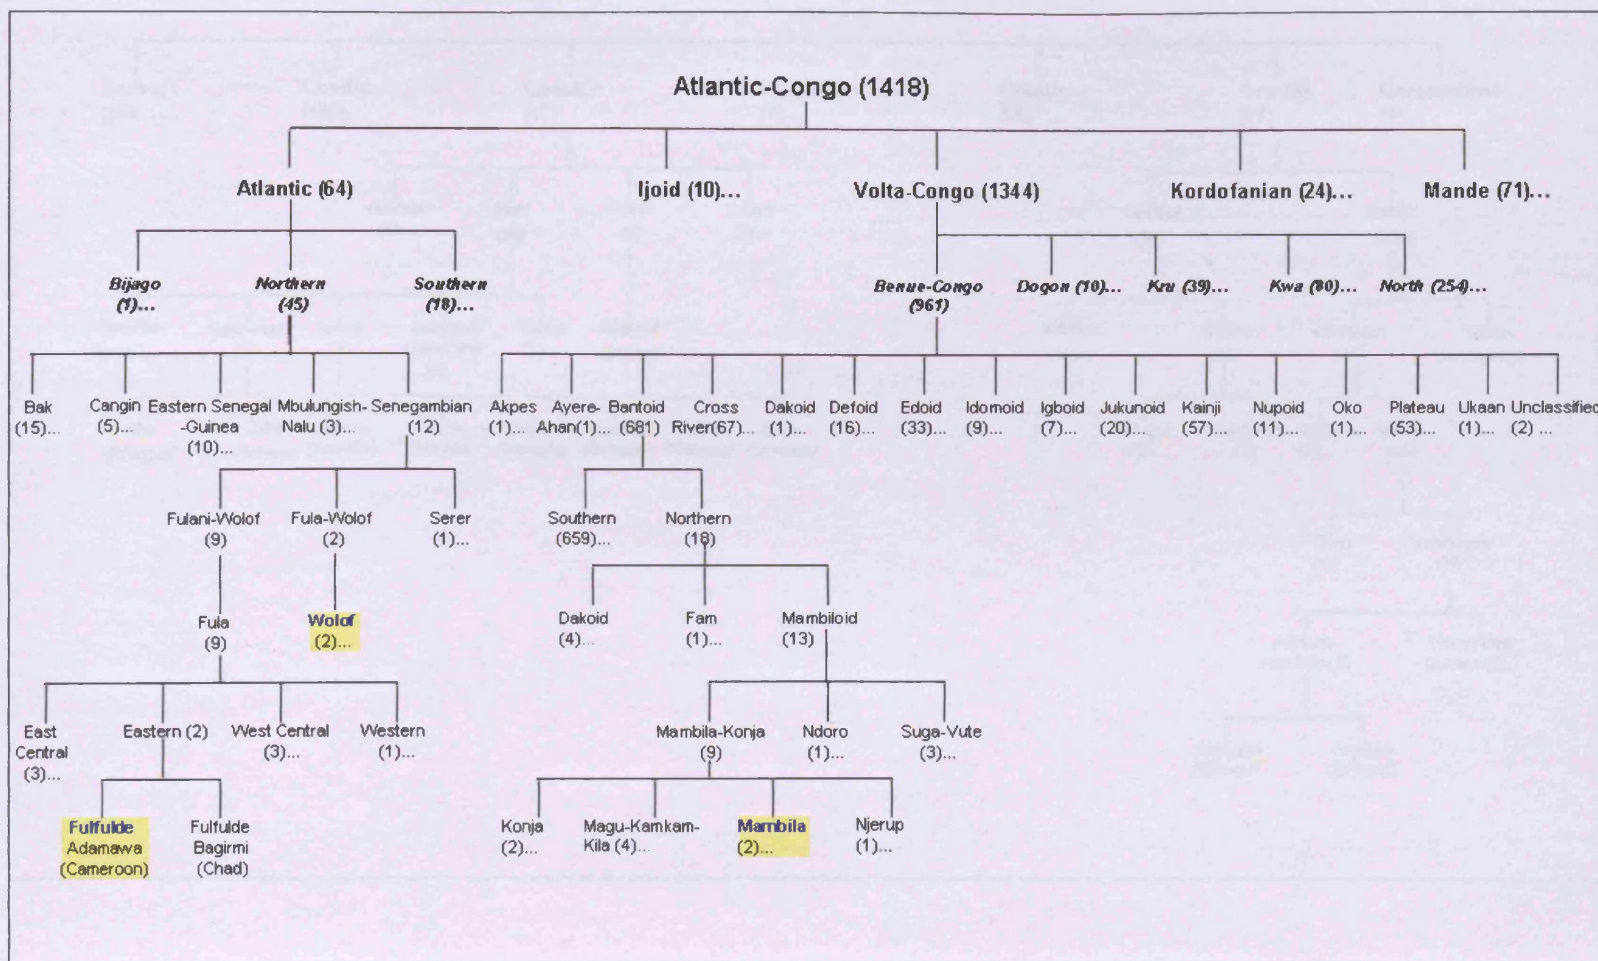 Atlantic-Congo (1418)
Atlantic (64)
Ijoid (10)...
Volta-Congo (1344)
Kordofanian (24)...
Mande (71)...
Bijago
(1)...
Northern
(45)
Southern
(18)...
Benue-Congo
(961)
Dogon (10)...
Kru (39)...
Kwa (80)...
North (254)...
Bak
(15)...
Cangin
(5)...
Eastern Senegal
-Guinea
(10)...
Mbulungish-
Nalu (3)...
Senegambian
(12)
Akpes
(1)...
Ayere-
Ahan(1)...
Bantoid
(681)
Cross
River(67)...
Dakoid
(1)...
Defoid
(16)...
Edoid
(33)...
Idomoid
(9)...
Igboid
(7)...
Jukunoid
(20)...
Kainji
(57)...
Nupoid
(11)...
Oko
(1)...
Plateau
(53)...
Ukaan
(1)...
Unclassified
(2) ...
Fulani-Wolof
(9)
Fula-Wolof
(2)
Serer
(1)...
Southern
(659)...
Northern
(18)
Fula
(9)
Wolof
(2)...
Dakoid
(4)...
Fam
(1)...
Mambiloid
(13)
East
Central
(3)...
Eastern (2)
West Central
(3)...
Western
(1)...
Mambila-Konja
(9)
Ndoro
(1)...
Suga-Vute
(3)...
Fulfulde
Adamawa
(Cameroon)
Fulfulde
Bagirmi
(Chad)
Konja
(2)...
Magu-Kamkam-
Kila (4)...
Mambila
(2)...
Njerup
(1)...